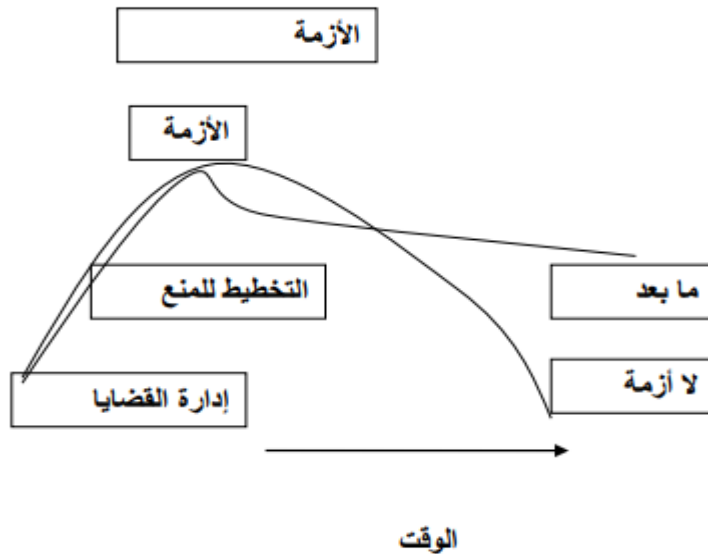 الأزمة
الأزمة
التخطيط للمنع
ما بعد
إدارة القضايا
لا أزمة
الوقت